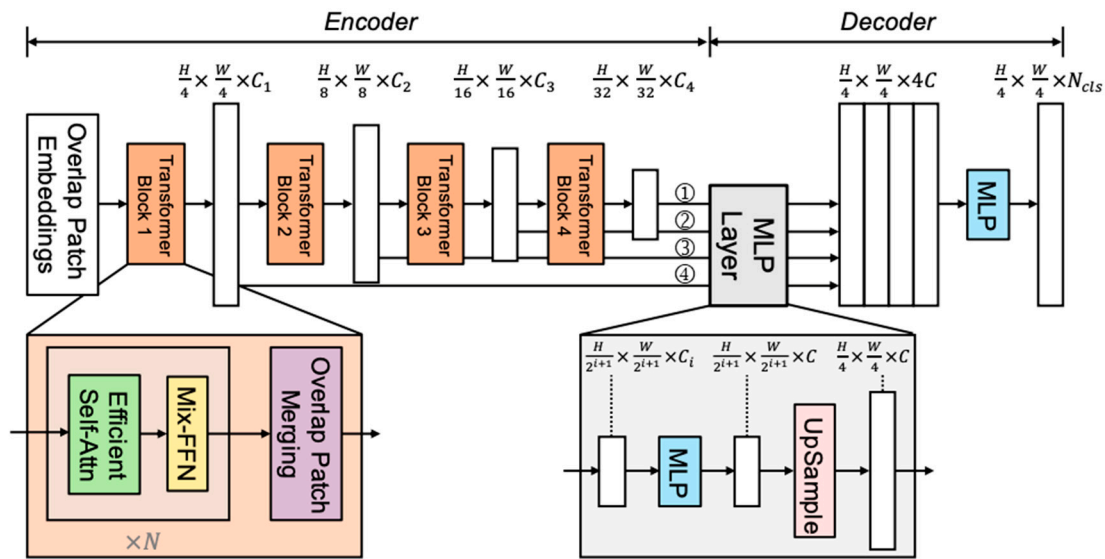 Encoder
Decoder
H/4 × W/4 × C₁
H/8 × W/8 × C₂
H/16 × W/16 × C₃
H/32 × W/32 × C₄
H/4 × W/4 × 4C
H/4 × W/4 × N_cls
Overlap Patch
Embeddings
Transformer
Block 1
Transformer
Block 2
Transformer
Block 3
Transformer
Block 4
①
②
③
④
MLP
Layer
MLP
Efficient
Self-Attn
Mix-FFN
Overlap Patch
Merging
×N
H/2^{i+1} × W/2^{i+1} × C_i
H/2^{i+1} × W/2^{i+1} × C
H/4 × W/4 × C
MLP
UpSample